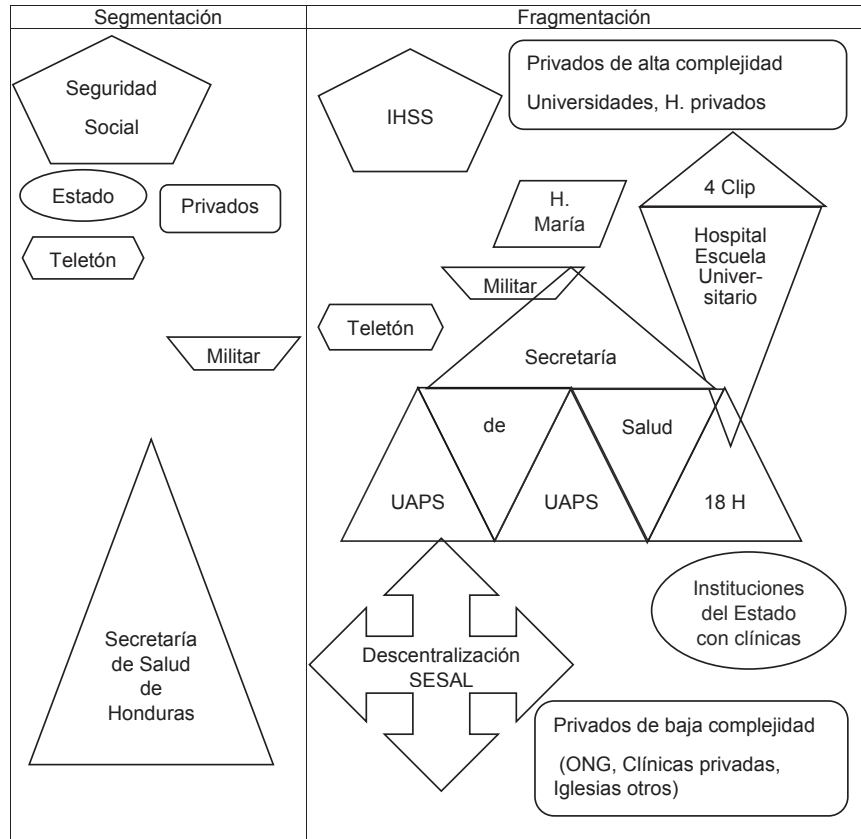 Segmentación
Seguridad
Social
Estado
Privados
Teletón
Militar
Secretaría
de Salud
de
Honduras
Fragmentación
IHSS
Privados de alta complejidad
Universidades, H. privados
4 Clip
H.
María
Hospital
Escuela
Univer-
sitario
Militar
Teletón
Secretaría
de
Salud
UAPS
UAPS
18 H
Instituciones
del Estado
con clínicas
Descentralización
SESAL
Privados de baja complejidad
(ONG, Clínicas privadas,
Iglesias otros)